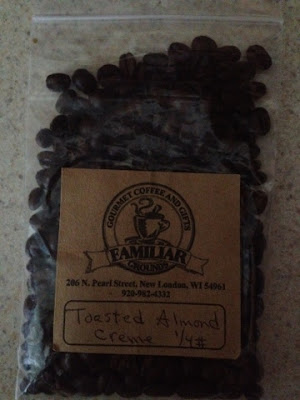 GOURMET COFFEE AND GIFTS
FAMILIAR
GROUNDS
206 N. Pearl Street, New London, WI 54961
920-982-4332
Toasted Almond
Creme 1/4#